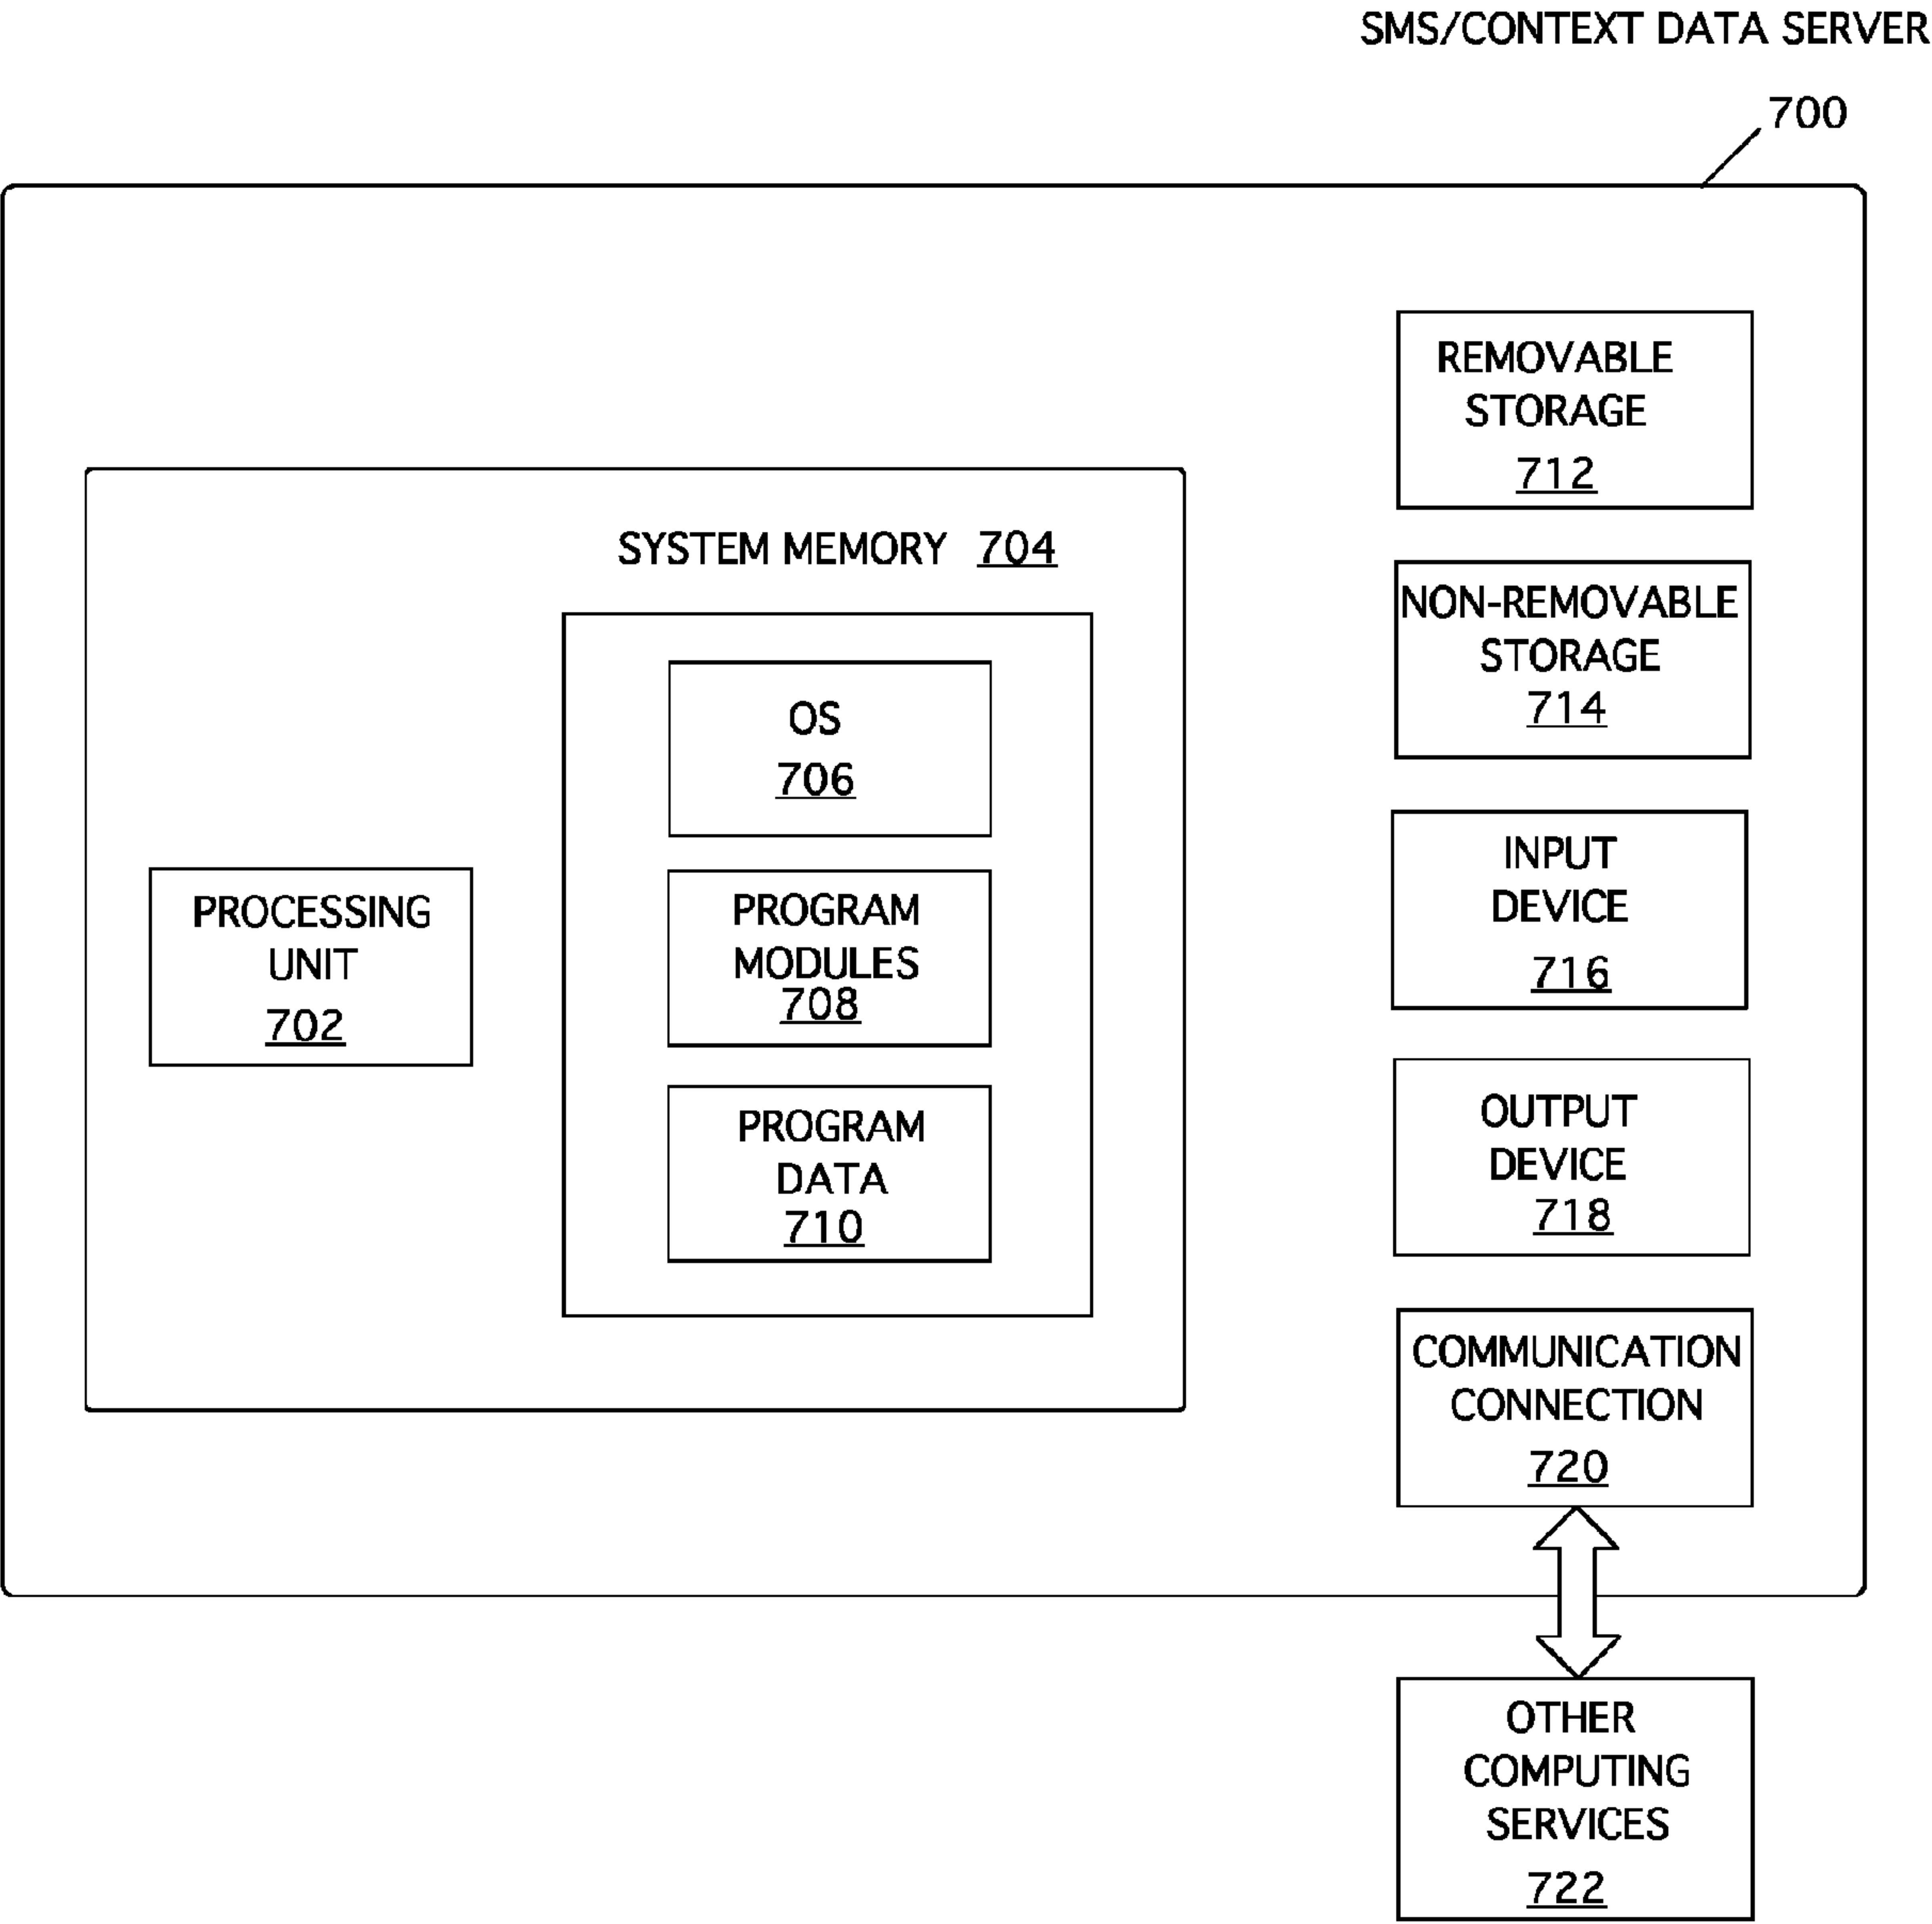 SMS/CONTEXT DATA SERVER
700
SYSTEM MEMORY 704
OS
706
PROGRAM
MODULES
708
PROGRAM
DATA
710
PROCESSING
UNIT
702
REMOVABLE
STORAGE
712
NON-REMOVABLE
STORAGE
714
INPUT
DEVICE
716
OUTPUT
DEVICE
718
COMMUNICATION
CONNECTION
720
OTHER
COMPUTING
SERVICES
722